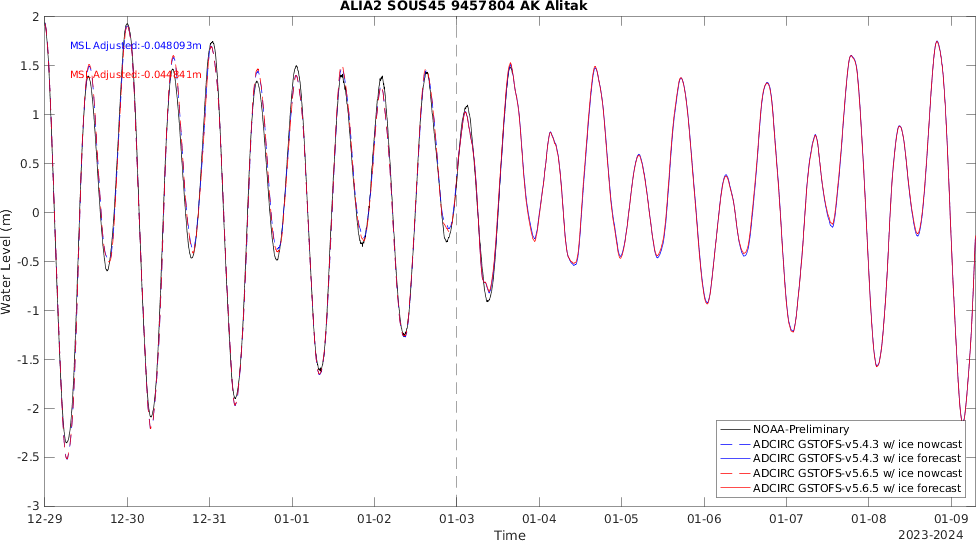 ALIA2 SOUS45 9457804 AK Alitak
MSL Adjusted:-0.048093m
MSL Adjusted:-0.044841m
Water Level (m)
2
1.5
1
0.5
0
-0.5
-1
-1.5
-2
-2.5
-3
NOAA-Preliminary
ADCIRC GSTOFS-v5.4.3 w/ ice nowcast
ADCIRC GSTOFS-v5.4.3 w/ ice forecast
ADCIRC GSTOFS-v5.6.5 w/ ice nowcast
ADCIRC GSTOFS-v5.6.5 w/ ice forecast
12-29 12-30 12-31 01-01 01-02 01-03 01-04 01-05 01-06 01-07 01-08 01-09
Time
2023-2024